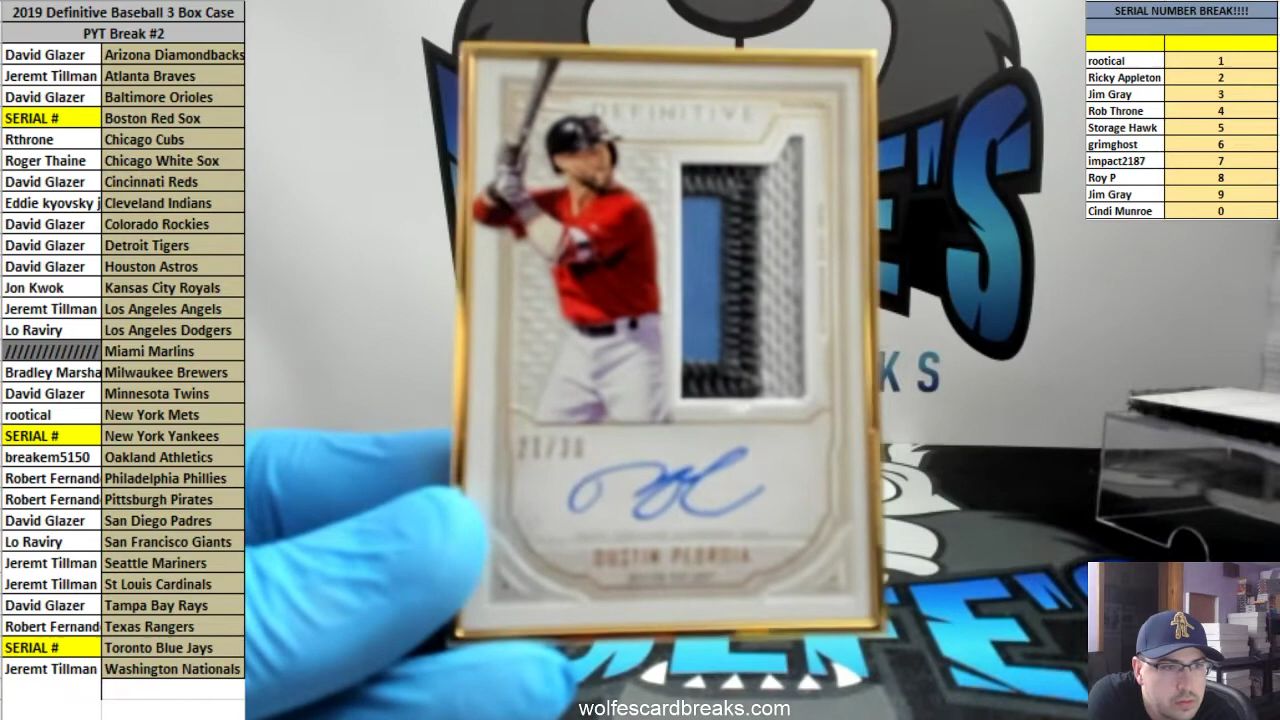 2019 Definitive Baseball 3 Box Case
PYT Break #2
David Glazer Arizona Diamondbacks
Jeremt Tillman Atlanta Braves
David Glazer Baltimore Orioles
SERIAL # Boston Red Sox
Rthrone Chicago Cubs
Roger Thaine Chicago White Sox
David Glazer Cincinnati Reds
Eddie kyovsky j Cleveland Indians
David Glazer Colorado Rockies
David Glazer Detroit Tigers
David Glazer Houston Astros
Jon Kwok Kansas City Royals
Jeremt Tillman Los Angeles Angels
Lo Raviry Los Angeles Dodgers
/////////////// Miami Marlins
Bradley Marsha Milwaukee Brewers
David Glazer Minnesota Twins
rootical New York Mets
SERIAL # New York Yankees
breakem5150 Oakland Athletics
Robert Fernand Philadelphia Phillies
Robert Fernand Pittsburgh Pirates
David Glazer San Diego Padres
Lo Raviry San Francisco Giants
Jeremt Tillman Seattle Mariners
Jeremt Tillman St Louis Cardinals
David Glazer Tampa Bay Rays
Robert Fernand Texas Rangers
SERIAL # Toronto Blue Jays
Jeremt Tillman Washington Nationals
DEFINITIVE
DUSTIN PEDROIA
E'S
KS
LFE'
wolfescardbreaks.com
SERIAL NUMBER BREAK!!!!
rootical 1
Ricky Appleton 2
Jim Gray 3
Rob Throne 4
Storage Hawk 5
grimghost 6
impact2187 7
Roy P 8
Jim Gray 9
Cindi Munroe 0